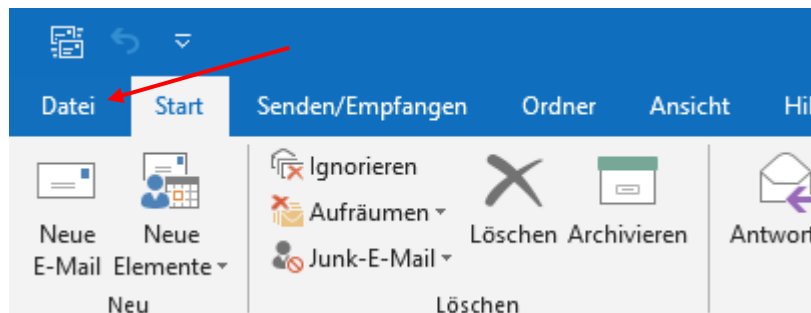 Datei Start Senden/Empfangen Ordner Ansicht
Ignorieren
Aufräumen
Junk-E-Mail
Neue E-Mail
Neue Elemente
Löschen Archivieren
Neu Löschen